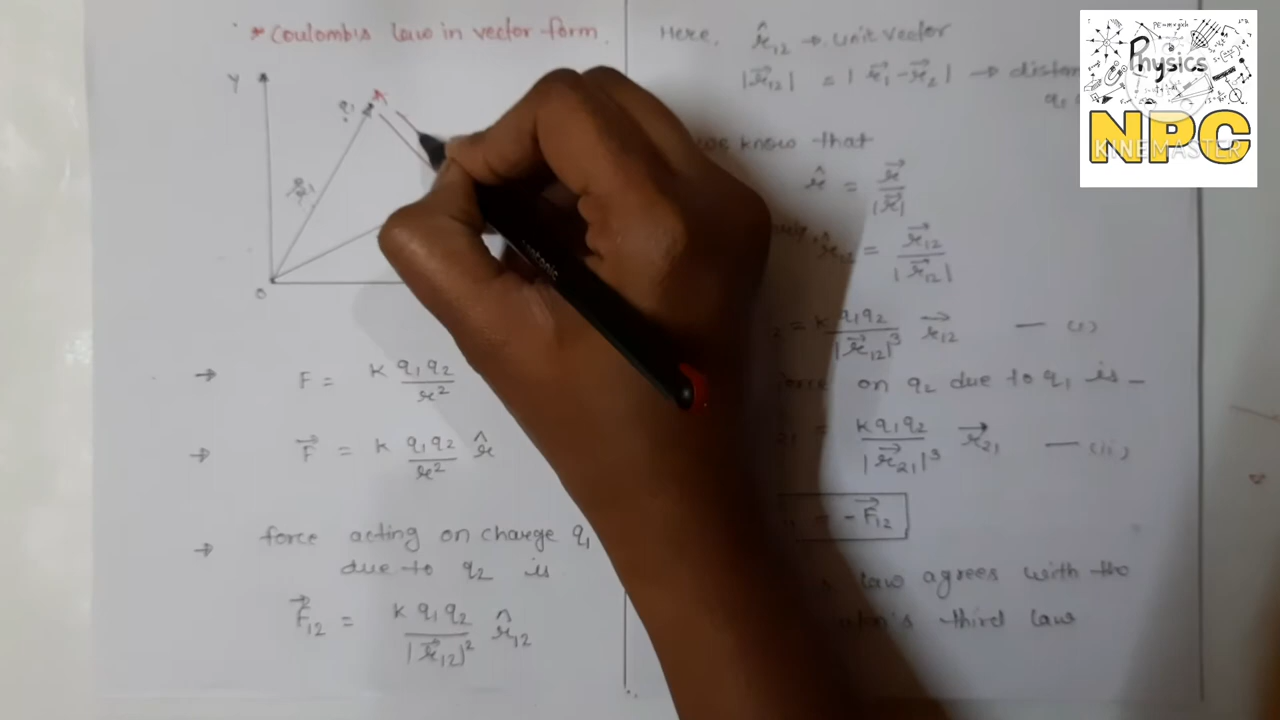 * Coulomb's law in vector form.
Y
q₁
r⃗₁
O
→ F = K q₁q₂ / r²
→ F⃗ = K q₁q₂ / r² r̂
→ force acting on charge q₁
due to q₂ is
F⃗₁₂ = K q₁q₂ / |r⃗₁₂|² r̂₁₂
Here, r̂₁₂ → unit vector
|r⃗₁₂| = |r⃗₁ - r⃗₂| →
know that
r̂ = r⃗ / |r⃗|
r̂₁₂ = r⃗₁₂ / |r⃗₁₂|
= K q₁q₂ / |r⃗₁₂|³ r⃗₁₂ — (i)
on q₂ due to q₁ is -
= K q₁q₂ / |r⃗₂₁|³ r⃗₂₁ — (ii)
= -F⃗₁₂
law agrees with the
third law
Physics
NPC
KINEMASTER